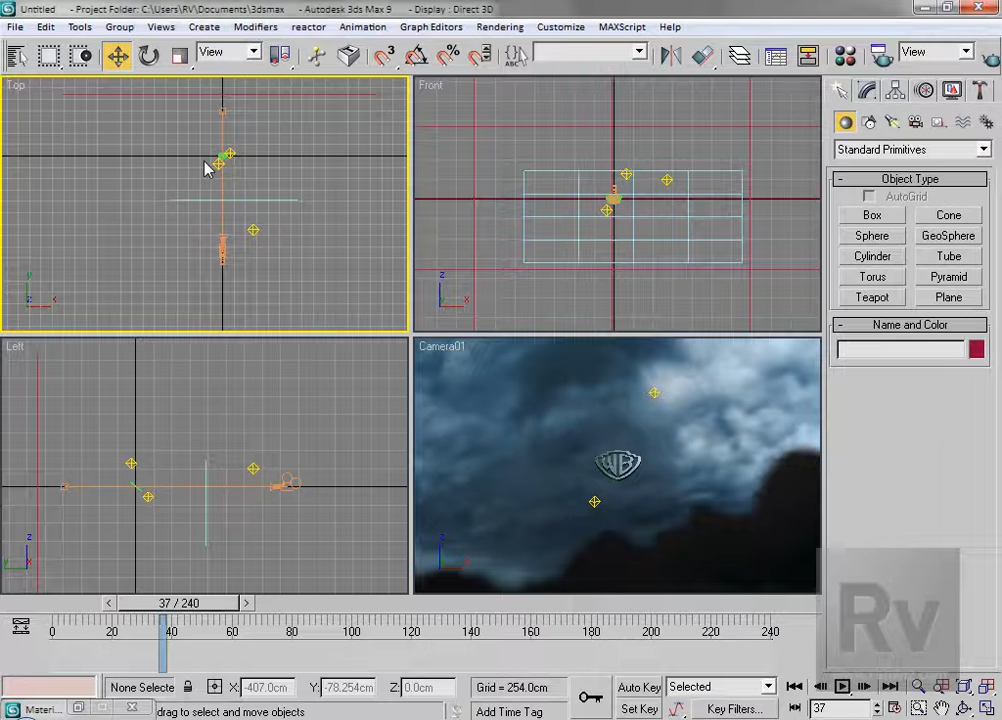 Untitled - Project Folder: C:\Users\RV\Documents\3dsmax - Autodesk 3ds Max 9 - Display : Direct 3D
File Edit Tools Group Views Create Modifiers reactor Animation Graph Editors Rendering Customize MAXScript Help
View View
Top Front
Left Camera01
WB
Standard Primitives
- Object Type
AutoGrid
Box Cone
Sphere GeoSphere
Cylinder Tube
Torus Pyramid
Teapot Plane
- Name and Color
y z x
z y x
z y x
z y x
< 37 / 240 >
0 20 40 60 80 100 120 140 160 180 200 220 240
Rv
None Selecte X: -407.0cm Y: -78.254cm Z: 0.0cm Grid = 254.0cm Auto Key Selected
Materi... drag to select and move objects Add Time Tag Set Key Key Filters... 37